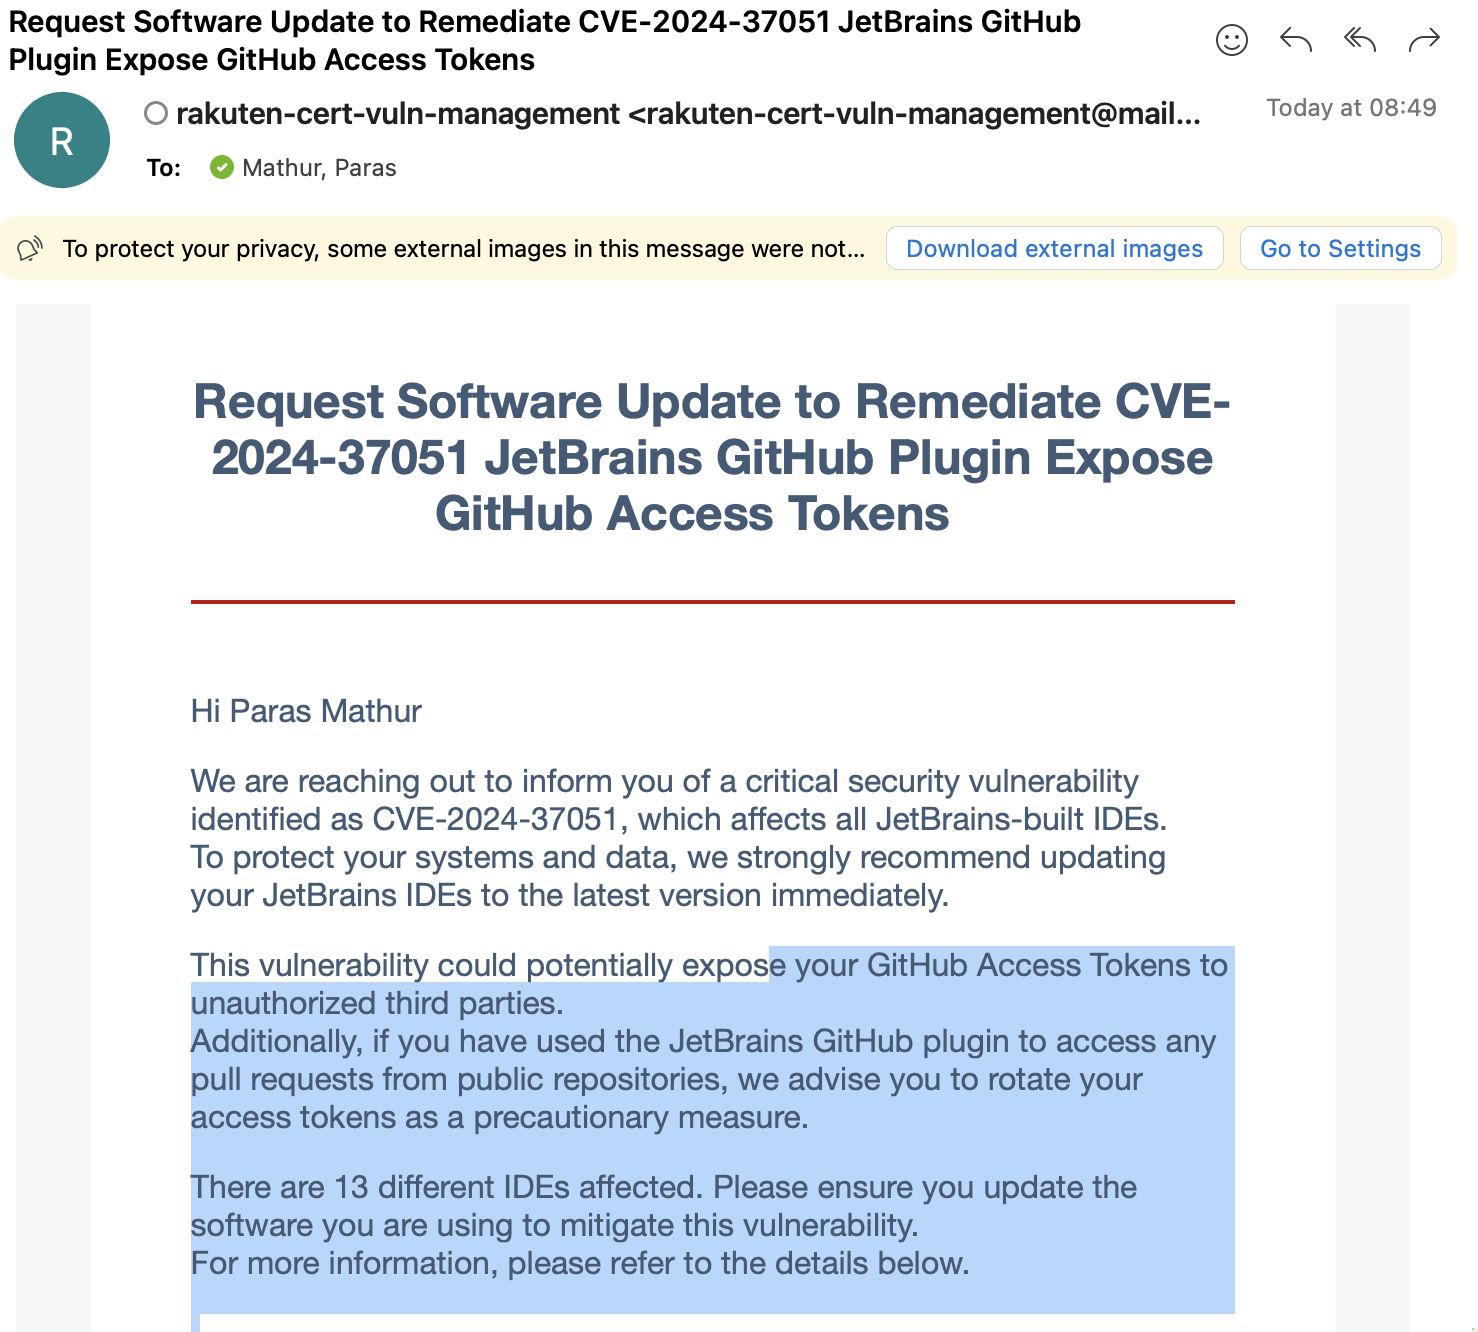 Request Software Update to Remediate CVE-2024-37051 JetBrains GitHub
Plugin Expose GitHub Access Tokens
R
rakuten-cert-vuln-management <rakuten-cert-vuln-management@mail...
Today at 08:49
To: Mathur, Paras
To protect your privacy, some external images in this message were not... Download external images Go to Settings
Request Software Update to Remediate CVE-
2024-37051 JetBrains GitHub Plugin Expose
GitHub Access Tokens
Hi Paras Mathur
We are reaching out to inform you of a critical security vulnerability
identified as CVE-2024-37051, which affects all JetBrains-built IDEs.
To protect your systems and data, we strongly recommend updating
your JetBrains IDEs to the latest version immediately.
This vulnerability could potentially expose your GitHub Access Tokens to
unauthorized third parties.
Additionally, if you have used the JetBrains GitHub plugin to access any
pull requests from public repositories, we advise you to rotate your
access tokens as a precautionary measure.
There are 13 different IDEs affected. Please ensure you update the
software you are using to mitigate this vulnerability.
For more information, please refer to the details below.